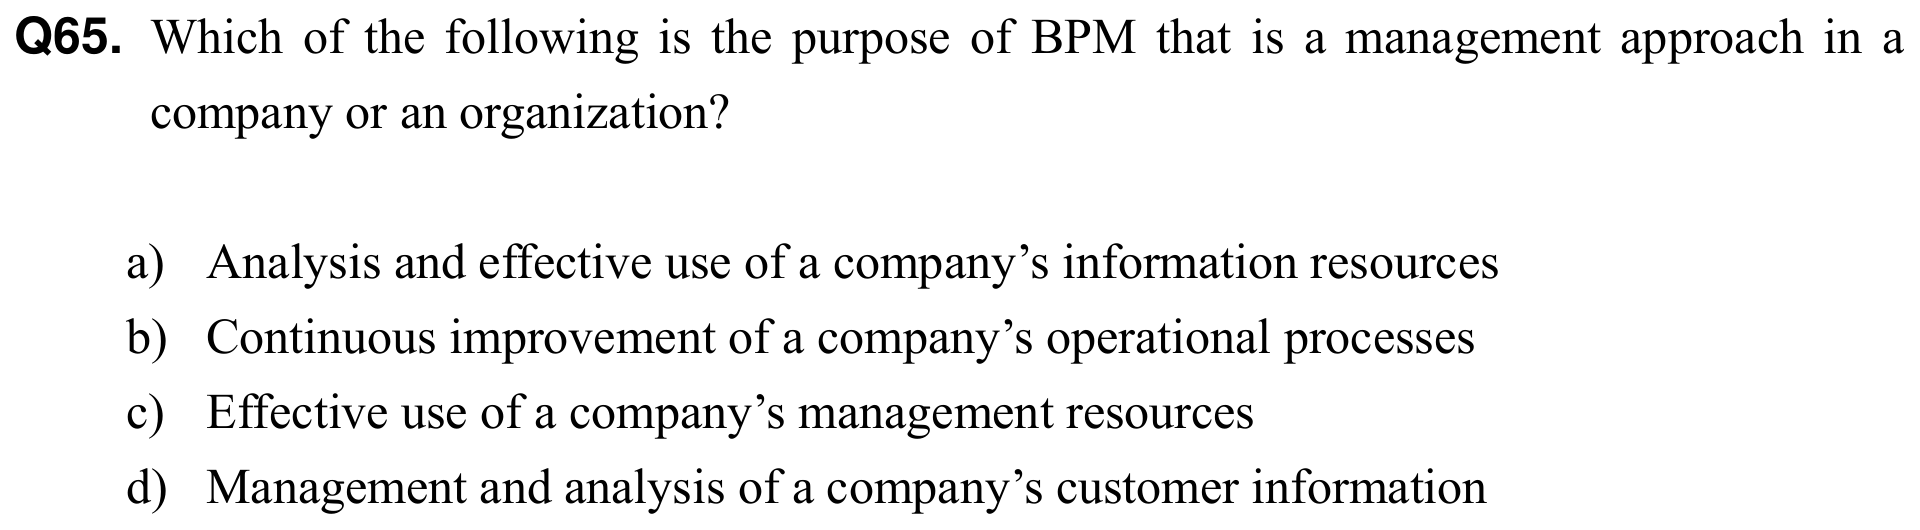 Q65. Which of the following is the purpose of BPM that is a management approach in a
company or an organization?
a) Analysis and effective use of a company’s information resources
b) Continuous improvement of a company’s operational processes
c) Effective use of a company’s management resources
d) Management and analysis of a company’s customer information